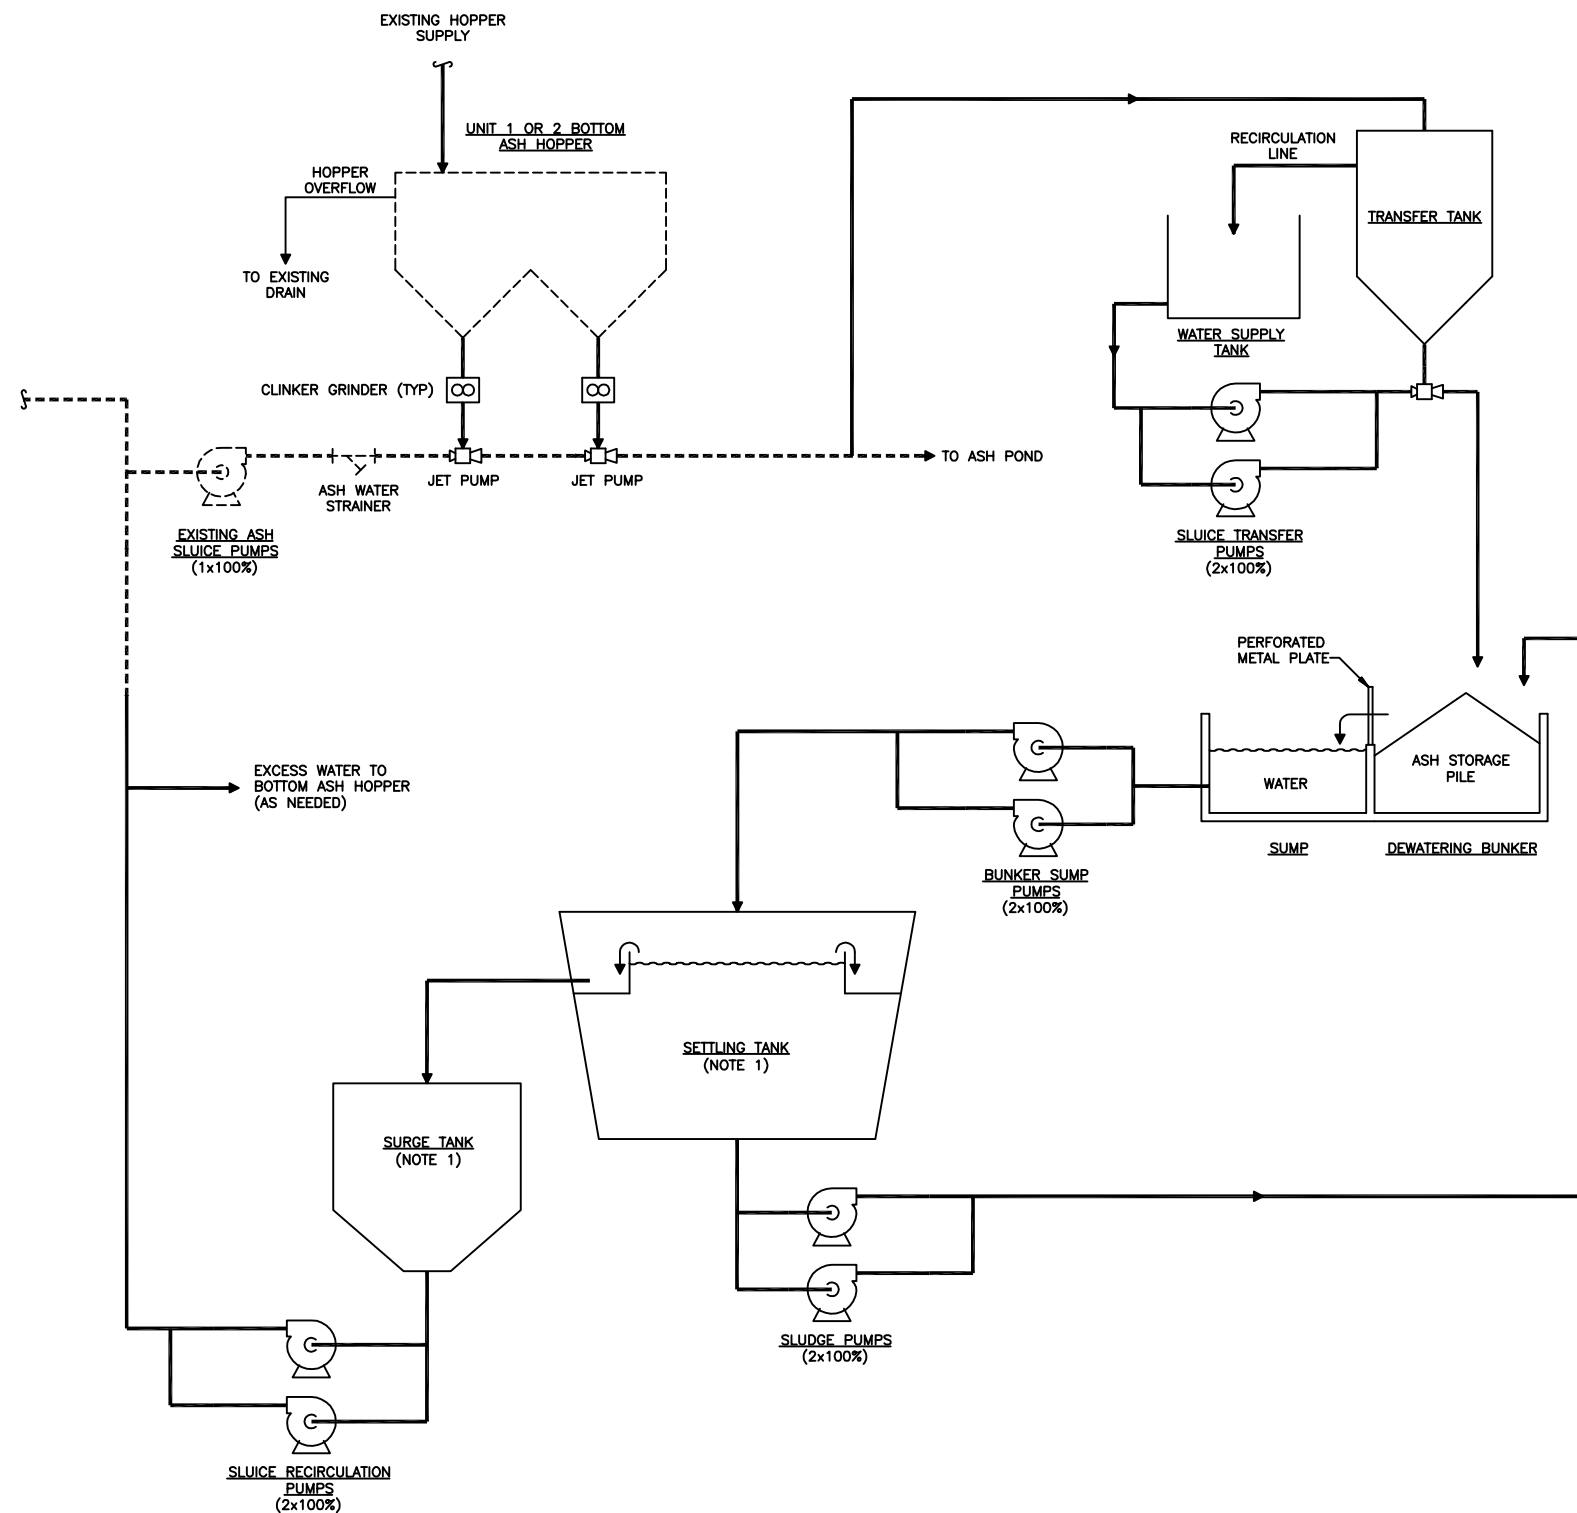 EXISTING HOPPER
SUPPLY
UNIT 1 OR 2 BOTTOM
ASH HOPPER
HOPPER
OVERFLOW
TO EXISTING
DRAIN
RECIRCULATION
LINE
TRANSFER TANK
WATER SUPPLY
TANK
CLINKER GRINDER (TYP)
JET PUMP
JET PUMP
TO ASH POND
ASH WATER
STRAINER
EXISTING ASH
SLUICE PUMPS
(1x100%)
SLUICE TRANSFER
PUMPS
(2x100%)
PERFORATED
METAL PLATE
ASH STORAGE
PILE
WATER
SUMP
DEWATERING BUNKER
EXCESS WATER TO
BOTTOM ASH HOPPER
(AS NEEDED)
BUNKER SUMP
PUMPS
(2x100%)
SETTLING TANK
(NOTE 1)
SURGE TANK
(NOTE 1)
SLUDGE PUMPS
(2x100%)
SLUICE RECIRCULATION
PUMPS
(2x100%)